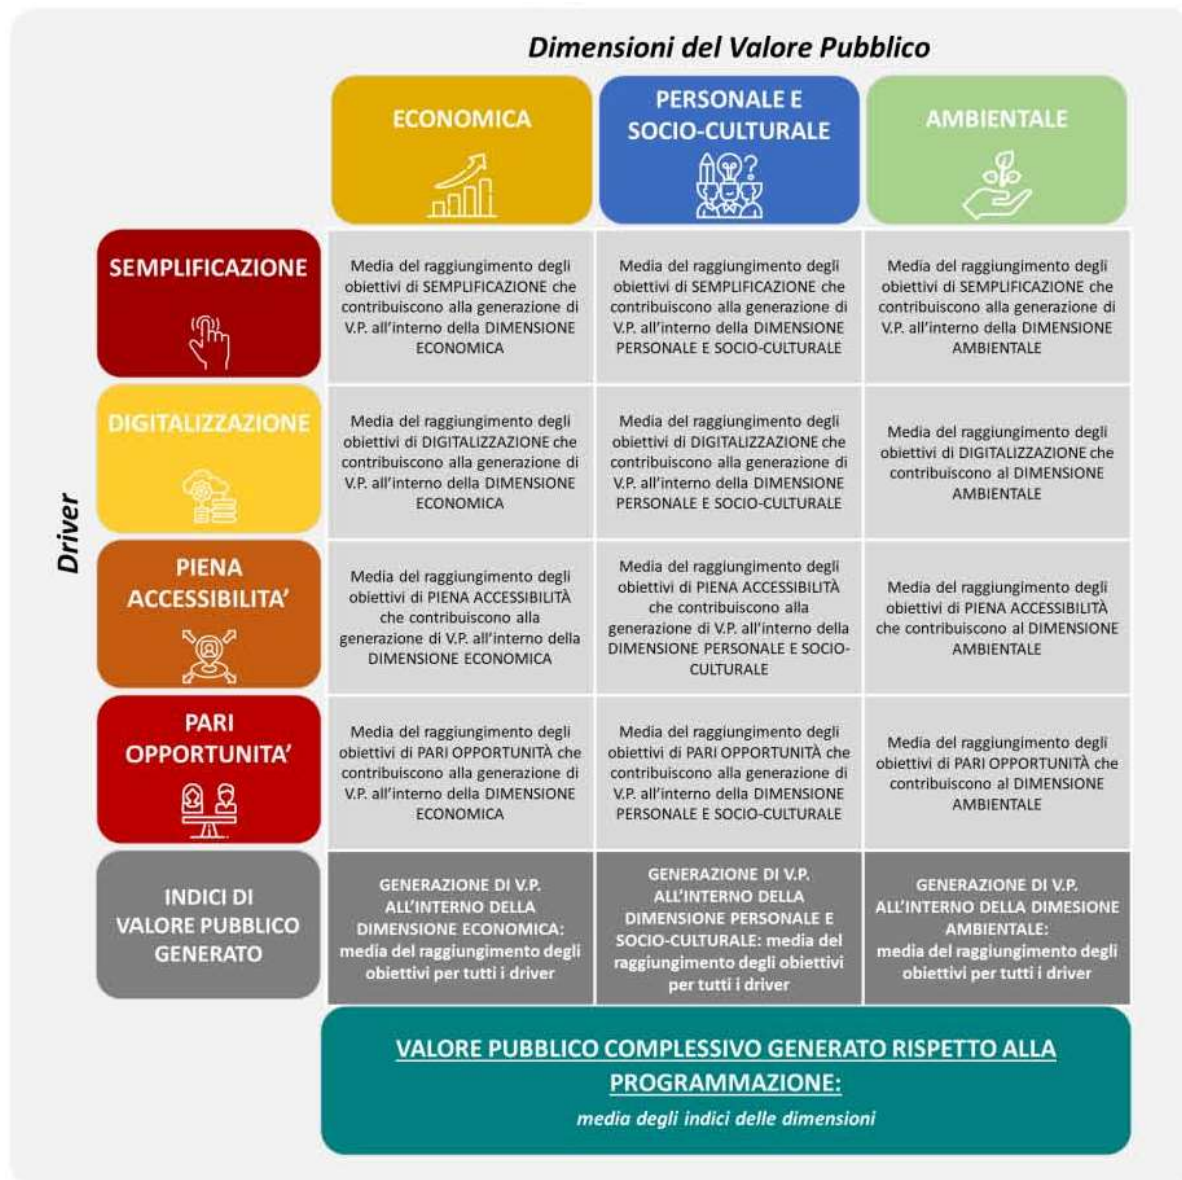 Dimensioni del Valore Pubblico
ECONOMICA
PERSONALE E
SOCIO-CULTURALE
AMBIENTALE
Driver
SEMPLIFICAZIONE
Media del raggiungimento degli
obiettivi di SEMPLIFICAZIONE che
contribuiscono alla generazione di
V.P. all'interno della DIMENSIONE
ECONOMICA
Media del raggiungimento degli
obiettivi di SEMPLIFICAZIONE che
contribuiscono alla generazione di
V.P. all'interno della DIMENSIONE
PERSONALE E SOCIO-CULTURALE
Media del raggiungimento degli
obiettivi di SEMPLIFICAZIONE che
contribuiscono alla generazione di
V.P. all'interno della DIMENSIONE
AMBIENTALE
DIGITALIZZAZIONE
Media del raggiungimento degli
obiettivi di DIGITALIZZAZIONE che
contribuiscono alla generazione di
V.P. all'interno della DIMENSIONE
ECONOMICA
Media del raggiungimento degli
obiettivi di DIGITALIZZAZIONE che
contribuiscono alla generazione di
V.P. all'interno della DIMENSIONE
PERSONALE E SOCIO-CULTURALE
Media del raggiungimento degli
obiettivi di DIGITALIZZAZIONE che
contribuiscono al DIMENSIONE
AMBIENTALE
PIENA
ACCESSIBILITA'
Media del raggiungimento degli
obiettivi di PIENA ACCESSIBILITÀ
che contribuiscono alla
generazione di V.P. all'interno della
DIMENSIONE ECONOMICA
Media del raggiungimento degli
obiettivi di PIENA ACCESSIBILITÀ
che contribuiscono alla
generazione di V.P. all'interno della
DIMENSIONE PERSONALE E SOCIO-
CULTURALE
Media del raggiungimento degli
obiettivi di PIENA ACCESSIBILITÀ
che contribuiscono al DIMENSIONE
AMBIENTALE
PARI
OPPORTUNITA'
Media del raggiungimento degli
obiettivi di PARI OPPORTUNITÀ che
contribuiscono alla generazione di
V.P. all'interno della DIMENSIONE
ECONOMICA
Media del raggiungimento degli
obiettivi di PARI OPPORTUNITÀ che
contribuiscono alla generazione di
V.P. all'interno della DIMENSIONE
PERSONALE E SOCIO-CULTURALE
Media del raggiungimento degli
obiettivi di PARI OPPORTUNITÀ che
contribuiscono al DIMENSIONE
AMBIENTALE
INDICI DI
VALORE PUBBLICO
GENERATO
GENERAZIONE DI V.P.
ALL'INTERNO DELLA
DIMENSIONE ECONOMICA:
media del raggiungimento degli
obiettivi per tutti i driver
GENERAZIONE DI V.P.
ALL'INTERNO DELLA
DIMENSIONE PERSONALE E
SOCIO-CULTURALE: media del
raggiungimento degli obiettivi
per tutti i driver
GENERAZIONE DI V.P.
ALL'INTERNO DELLA DIMESIONE
AMBIENTALE:
media del raggiungimento degli
obiettivi per tutti i driver
VALORE PUBBLICO COMPLESSIVO GENERATO RISPETTO ALLA
PROGRAMMAZIONE:
media degli indici delle dimensioni